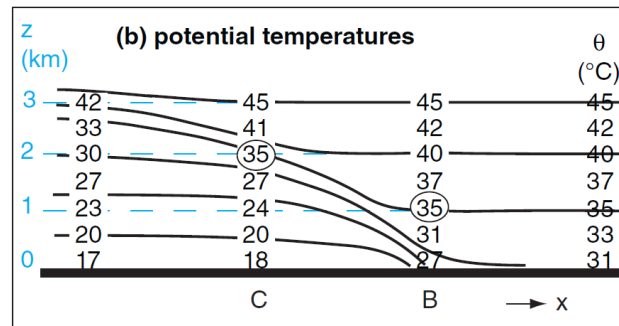 z
(km)
(b) potential temperatures
θ
(°C)
3 42 45 45 45
33 41 42 42
2 30 35 40 40
27 27 37 37
1 23 24 35 35
20 20 31 33
0 17 18 27 31
C B x